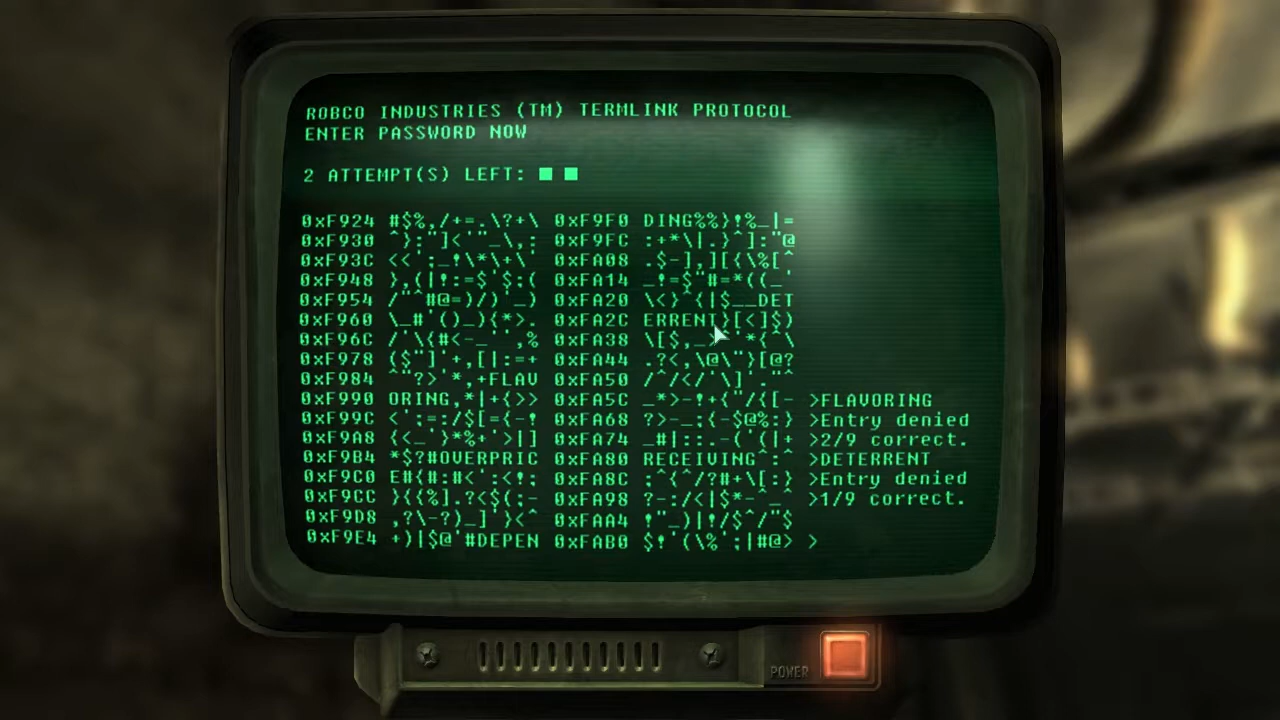 ROBCO INDUSTRIES (TM) TERMLINK PROTOCOL
ENTER PASSWORD NOW
2 ATTEMPT(S) LEFT: ■ ■
0xF924 #$%,/+=.\?+\ 0xF9F0 DING%%}!%_|=
0xF930 ^}:"]<'"_\,: 0xF9FC :+*\|.}^]:"@
0xF93C <<';_!\*\+\' 0xFA08 .$-],][{\%[^
0xF948 },(|!:=$'$:( 0xFA14 _!=$"#=*((_'
0xF954 /"^#@=)/)'_) 0xFA20 \<}^{|$__DET
0xF960 \_#'()_){*>. 0xFA2C ERRENT}[<]$)
0xF96C /'\{#<-_'',% 0xFA38 \[$,_>'*{^\
0xF978 ($"]'+,[|:=+ 0xFA44 .?<,\@\"}[@?
0xF984 ^"?>'*,+FLAV 0xFA50 /^/</'\]'."^
0xF990 ORING,*|+{>> 0xFA5C _*>-!+{"/{[- >FLAVORING
0xF99C <';=:/$[={-! 0xFA68 ?>-_;{-$@%:} >Entry denied
0xF9A8 {<_'}*%+'>|] 0xFA74 _#|::.-('(|+ >2/9 correct.
0xF9B4 *$?#OVERPRIC 0xFA80 RECEIVING^:^ >DETERRENT
0xF9C0 E#{#:#<':<!; 0xFA8C ;^{^/?#+\[:} >Entry denied
0xF9CC }{{%].?<$(;- 0xFA98 ?-:/<|$*-^_^ >1/9 correct.
0xF9D8 ,?\-?)_]'}<^ 0xFAA4 !"_)|!/$^/"$
0xF9E4 +)|$@'#DEPEN 0xFAB0 $!'(\%';|#@> >
POWER